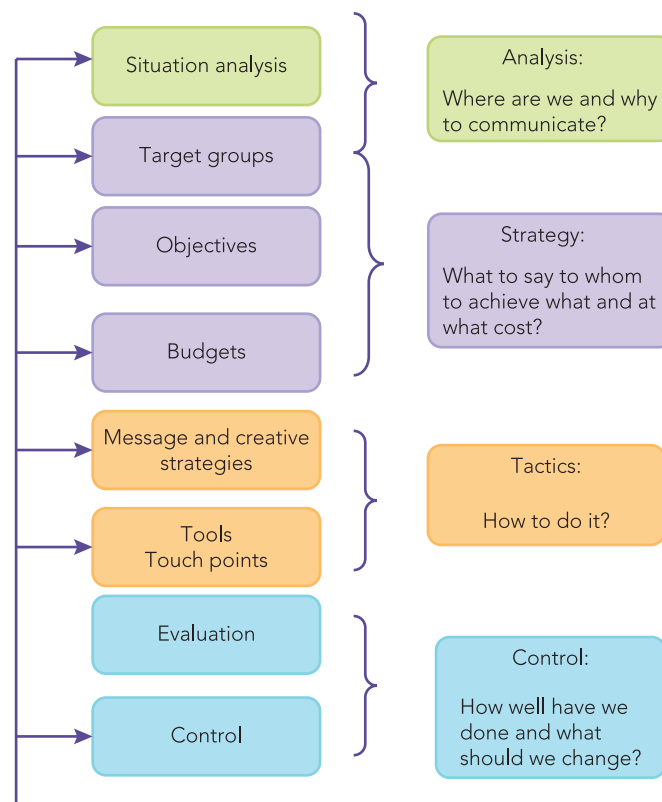 Situation analysis
Analysis:
Where are we and why
to communicate?
Target groups
Objectives
Strategy:
What to say to whom
to achieve what and at
what cost?
Budgets
Message and creative
strategies
Tactics:
How to do it?
Tools
Touch points
Evaluation
Control:
How well have we
done and what
should we change?
Control